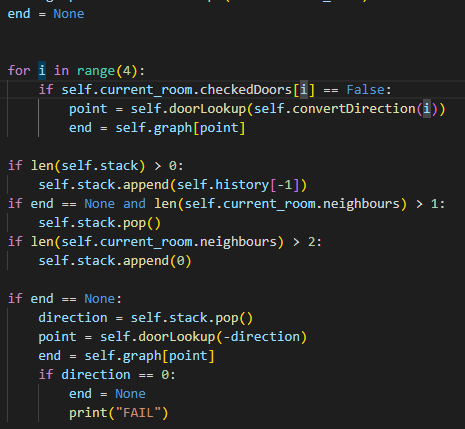 end = None
for i in range(4):
    if self.current_room.checkedDoors[i] == False:
        point = self.doorLookup(self.convertDirection(i))
        end = self.graph[point]
if len(self.stack) > 0:
    self.stack.append(self.history[-1])
if end == None and len(self.current_room.neighbours) > 1:
    self.stack.pop()
if len(self.current_room.neighbours) > 2:
    self.stack.append(0)
if end == None:
    direction = self.stack.pop()
    point = self.doorLookup(-direction)
    end = self.graph[point]
    if direction == 0:
        end = None
        print("FAIL")